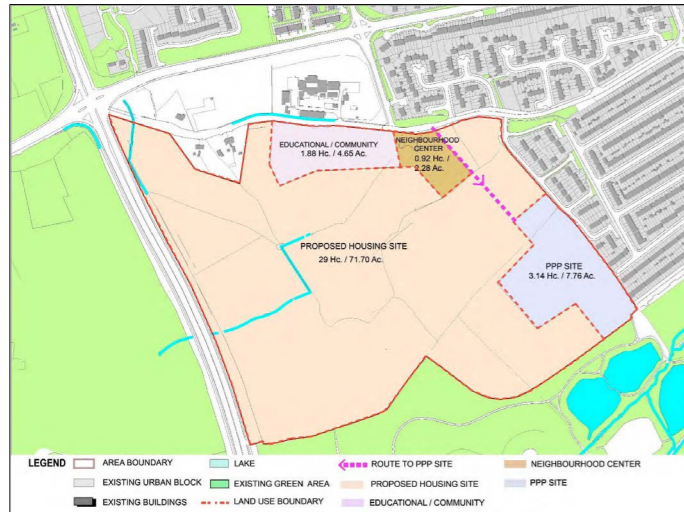 EDUCATIONAL / COMMUNITY
1.88 Hc. / 4.65 Ac.
NEIGHBOURHOOD
CENTER
0.92 Hc. /
2.28 Ac.
PROPOSED HOUSING SITE
29 Hc. / 71.70 Ac.
PPP SITE
3.14 Hc. / 7.76 Ac.
LEGEND
AREA BOUNDARY
LAKE
ROUTE TO PPP SITE
NEIGHBOURHOOD CENTER
EXISTING URBAN BLOCK
EXISTING GREEN AREA
PROPOSED HOUSING SITE
PPP SITE
EXISTING BUILDINGS
LAND USE BOUNDARY
EDUCATIONAL / COMMUNITY